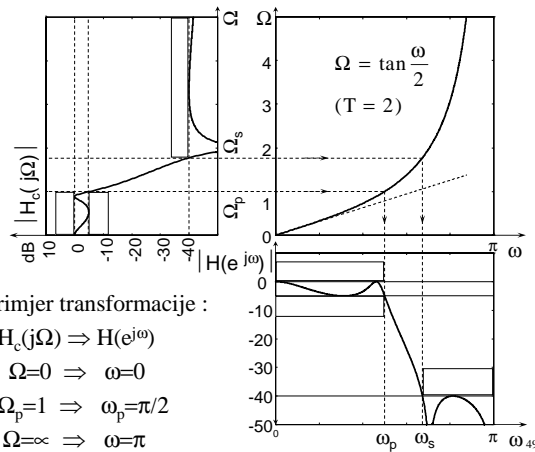 Ω
Ω_s
Ω_p
|H_c( jΩ)|
dB
10
0
-10
-20
-30
-40
Ω
5
4
3
2
1
0
Ω = tan ω/2
(T = 2)
π
ω
|H(e^jω)|
0
-10
-20
-30
-40
-50
0
ω_p
ω_s
π
ω
49
rimjer transformacije :
H_c(jΩ) ⇒ H(e^jω)
Ω=0 ⇒ ω=0
Ω_p=1 ⇒ ω_p=π/2
Ω=∞ ⇒ ω=π